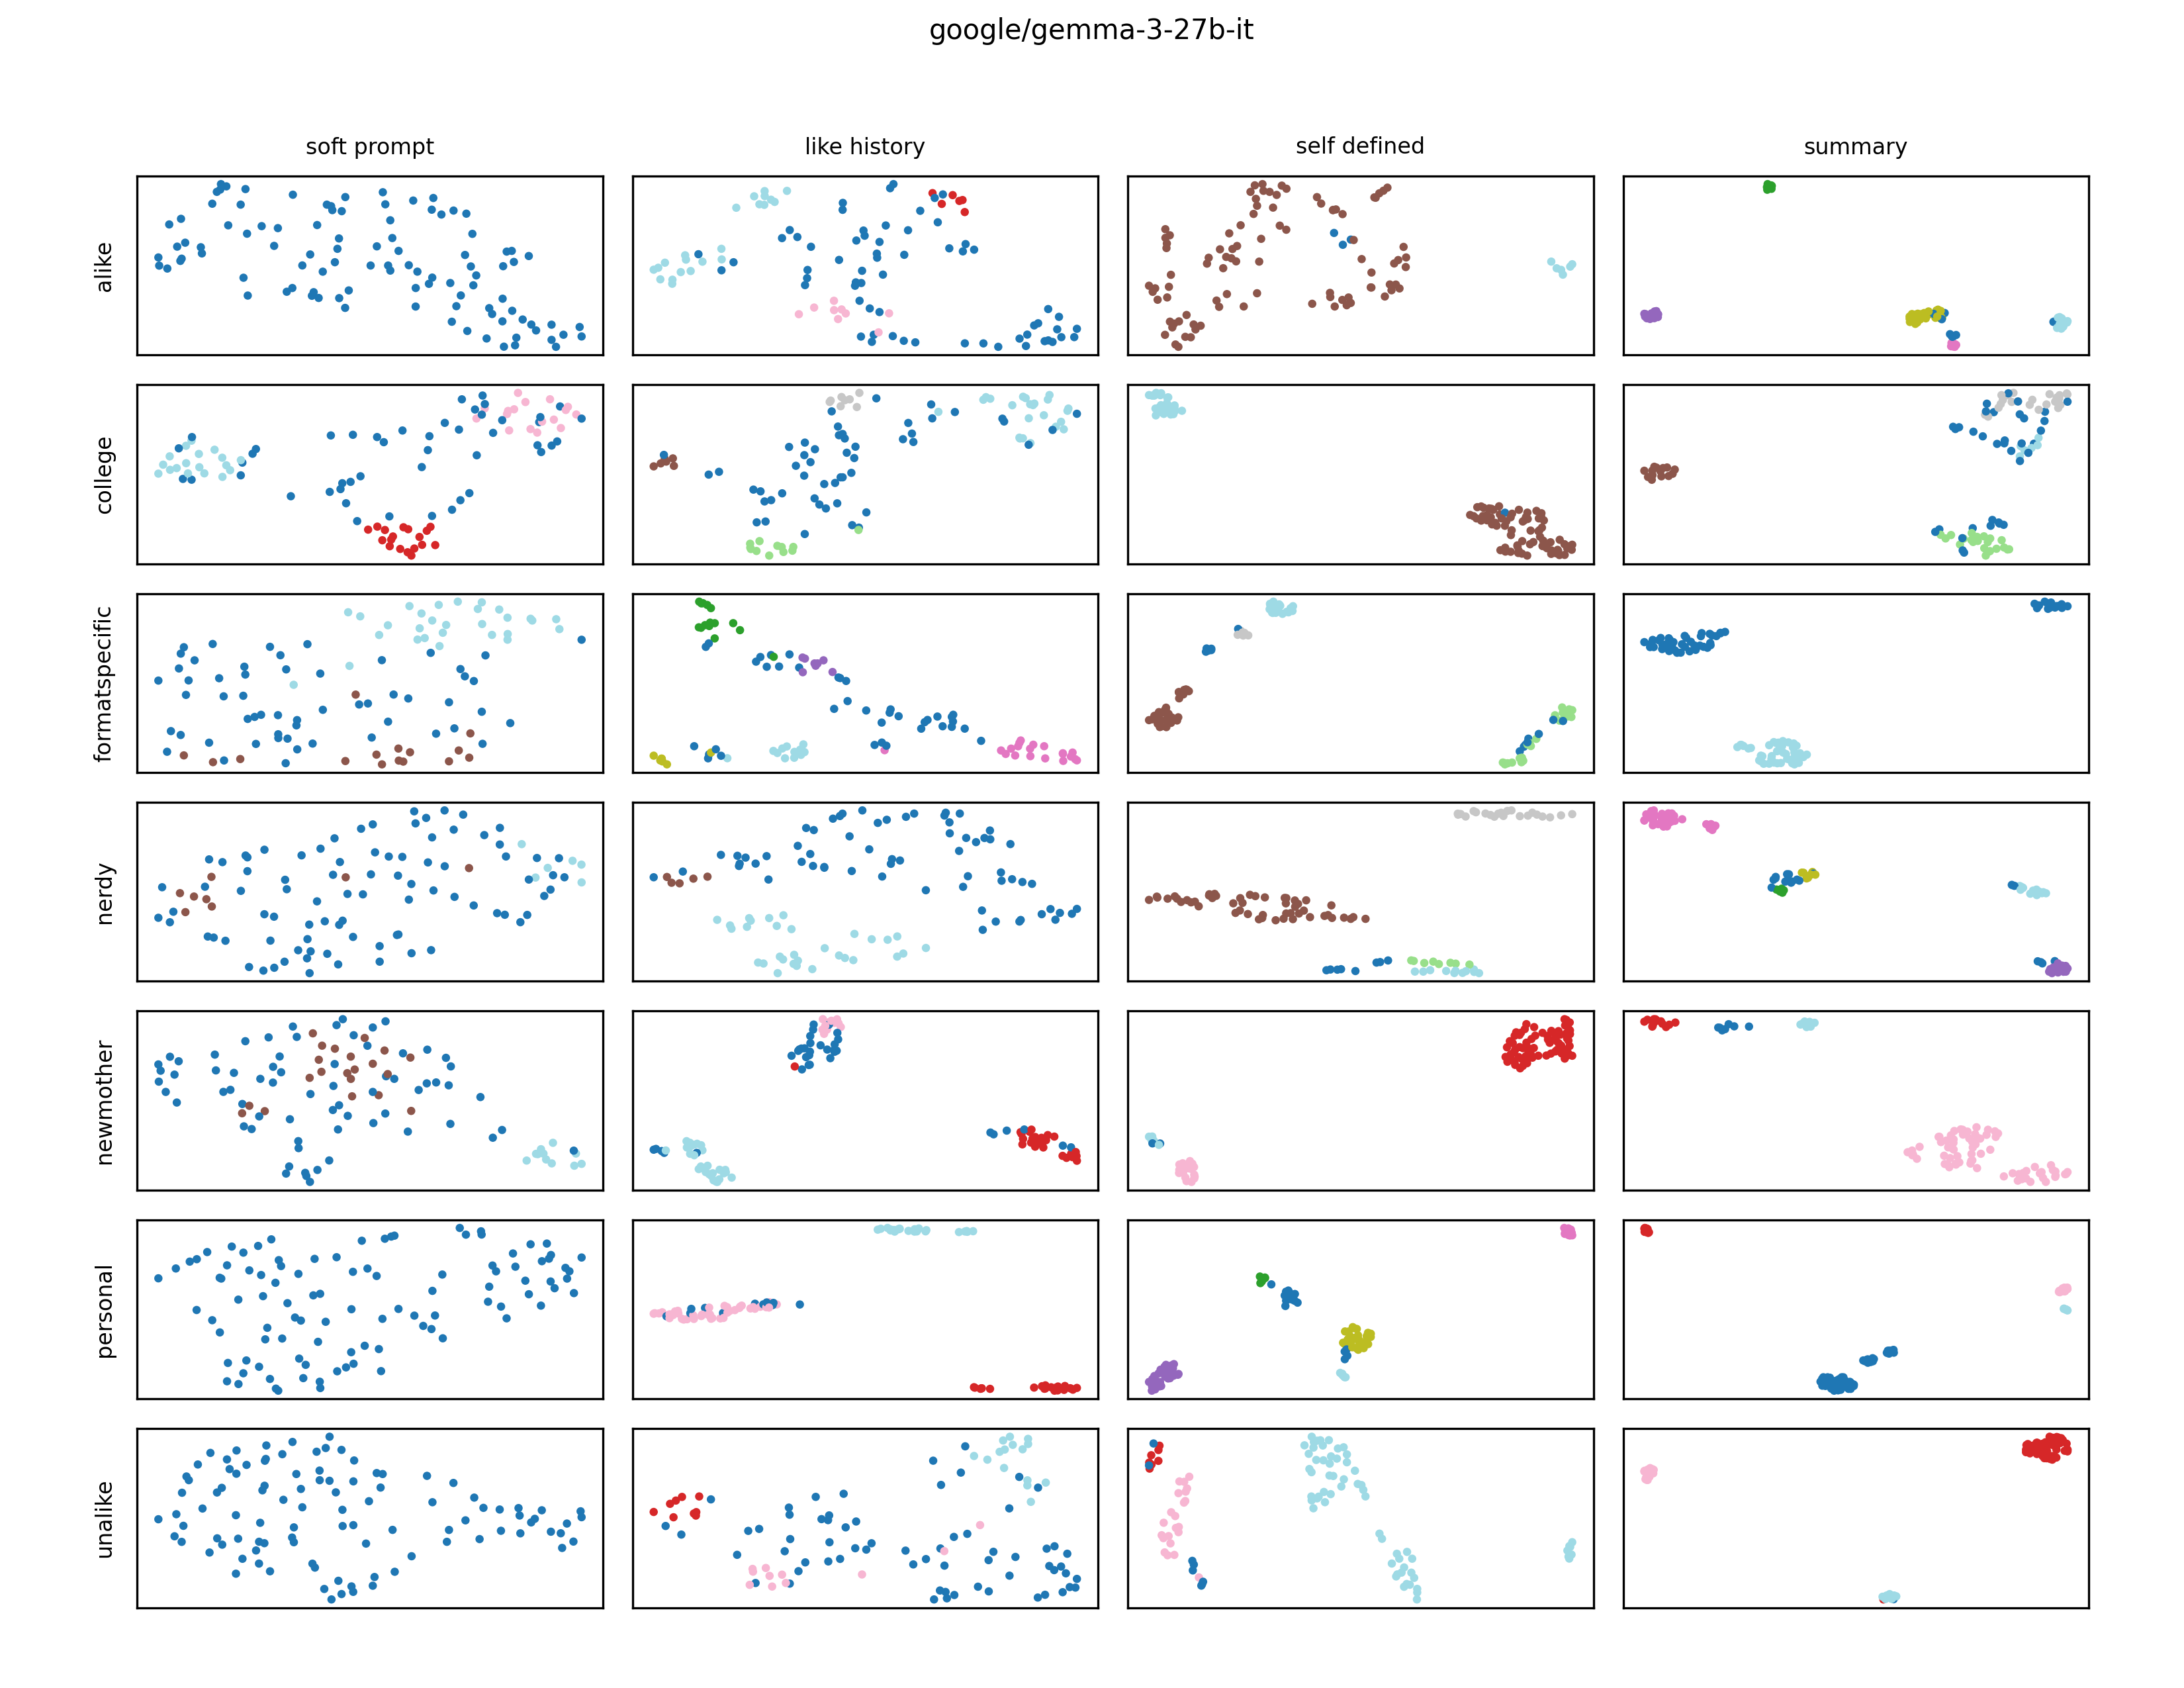 google/gemma-3-27b-it
soft prompt
like history
self defined
summary
alike
college
formatspecific
nerdy
newmother
personal
unalike